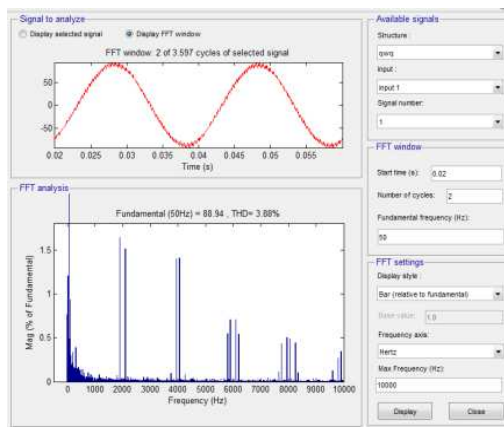 Signal to analyze
Display selected signal
Display FFT window
FFT window: 2 of 3.597 cycles of selected signal
50
0
-50
0.02 0.025 0.03 0.035 0.04 0.045 0.05 0.055
Time (s)
FFT analysis
Fundamental (50Hz) = 88.94 , THD= 3.88%
Mag (% of Fundamental)
1.5
1
0.5
0
0 1000 2000 3000 4000 5000 6000 7000 8000 9000 10000
Frequency (Hz)
Available signals
Structure :
qwq
Input :
input 1
Signal number:
1
FFT window
Start time (s): 0.02
Number of cycles: 2
Fundamental frequency (Hz):
50
FFT settings
Display style :
Bar (relative to fundamental)
Base value: 1.0
Frequency axis:
Hertz
Max Frequency (Hz):
10000
Display
Close